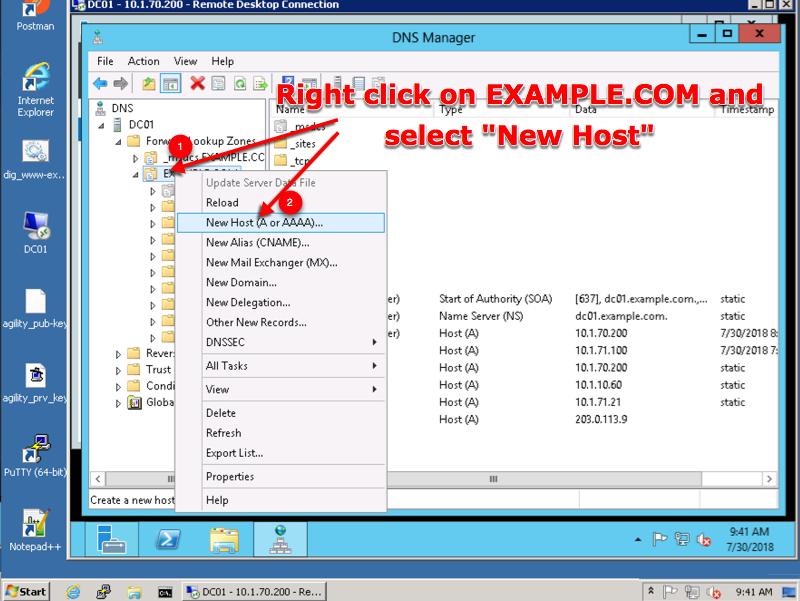 DC01 - 10.1.70.200 - Remote Desktop Connection
Postman
Internet
Explorer
dig_www-ex...
DC01
agility_pub-key
agility_prv_key
PuTTY (64-bit)
Notepad++
DNS Manager
File Action View Help
Right click on EXAMPLE.COM and
select "New Host"
DNS
DC01
Forward Lookup Zones
_msdcs.EXAMPLE.CC
Name Type Data Timestamp
_msdcs
_sites
_tcp
1
2
Update Server Data File
Reload
New Host (A or AAAA)...
New Alias (CNAME)...
New Mail Exchanger (MX)...
New Domain...
New Delegation...
Other New Records...
DNSSEC
All Tasks
View
Delete
Refresh
Export List...
Properties
Help
Rever
Trust
Condi
Globa
er) Start of Authority (SOA) [637], dc01.example.com.,... static
er) Name Server (NS) dc01.example.com. static
er) Host (A) 10.1.70.200 7/30/2018 8:
Host (A) 10.1.71.100 7/30/2018 7:
Host (A) 10.1.70.200 static
Host (A) 10.1.10.60 static
Host (A) 10.1.71.21 static
Host (A) 203.0.113.9
Create a new host
9:41 AM
7/30/2018
Start
DC01 - 10.1.70.200 - Re...
9:41 AM